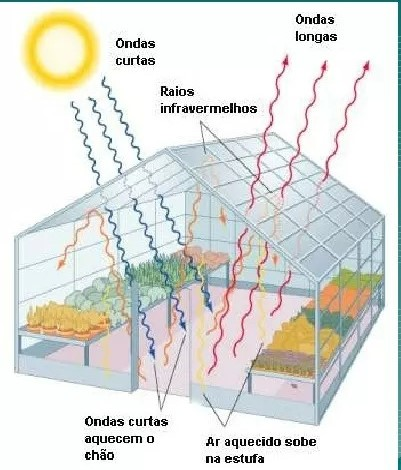 Ondas
curtas
Ondas
longas
Raios
infravermelhos
Ondas curtas
aquecem o
chão
Ar aquecido sobe
na estufa